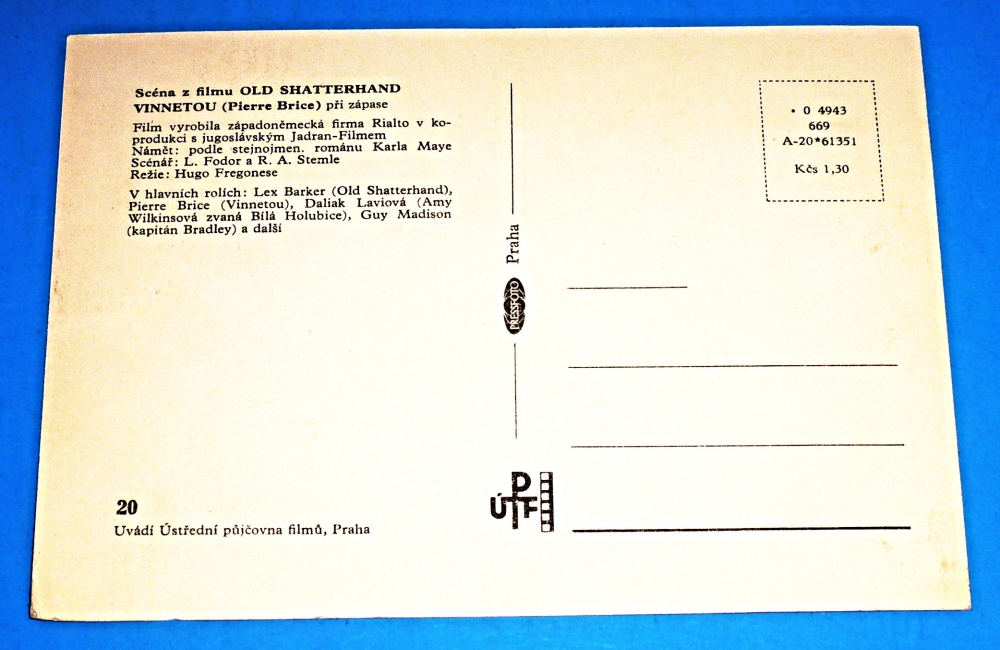 Scéna z filmu OLD SHATTERHAND
VINNETOU (Pierre Brice) při zápase
Film vyrobila západoněmecká firma Rialto v ko-
produkci s jugoslávským Jadran-Filmem
Námět: podle stejnojmen. románu Karla Maye
Scénář: L. Fodor a R. A. Stemle
Režie: Hugo Fregonese
V hlavních rolích: Lex Barker (Old Shatterhand),
Pierre Brice (Vinnetou), Daliak Laviová (Amy
Wilkinsová zvaná Bílá Holubice), Guy Madison
(kapitán Bradley) a další
20
Uvádí Ústřední půjčovna filmů, Praha
Praha
PRESSFOTO
P
ÚTF
• 0 4943
669
A-20*61351
Kčs 1,30